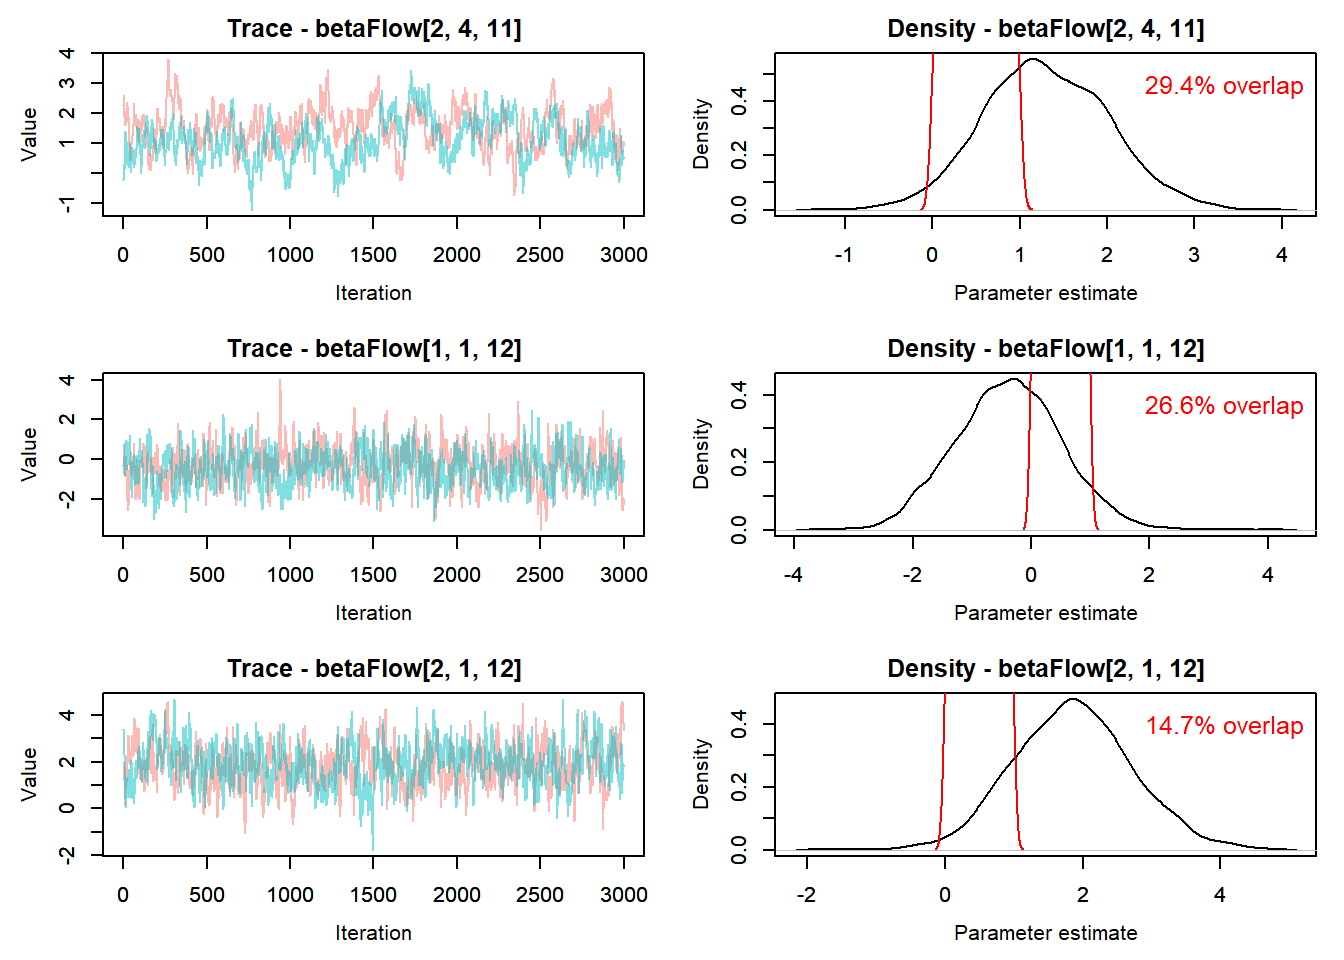 Trace - betaFlow[2, 4, 11]
Value
4
3
2
1
-1
0 500 1000 1500 2000 2500 3000
Iteration
Density - betaFlow[2, 4, 11]
29.4% overlap
Density
0.4
0.2
0.0
-1 0 1 2 3 4
Parameter estimate
Trace - betaFlow[1, 1, 12]
Value
4
2
0
-2
0 500 1000 1500 2000 2500 3000
Iteration
Density - betaFlow[1, 1, 12]
26.6% overlap
Density
0.4
0.2
0.0
-4 -2 0 2 4
Parameter estimate
Trace - betaFlow[2, 1, 12]
Value
4
2
0
-2
0 500 1000 1500 2000 2500 3000
Iteration
Density - betaFlow[2, 1, 12]
14.7% overlap
Density
0.4
0.2
0.0
-2 0 2 4
Parameter estimate